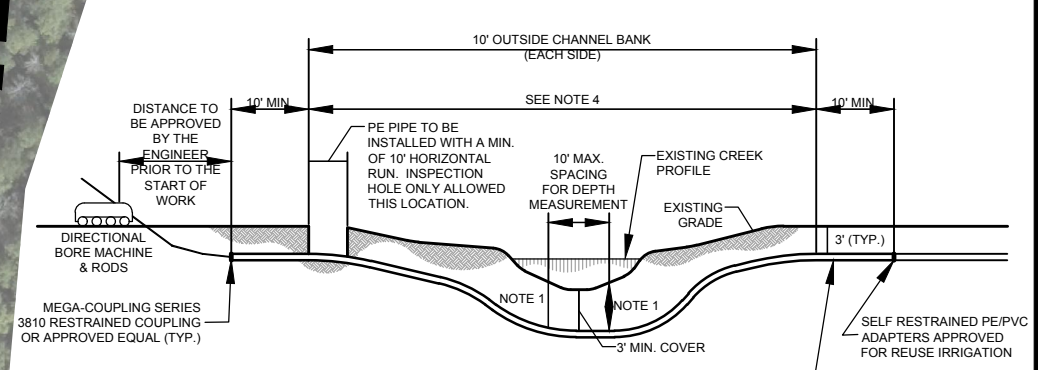 10' OUTSIDE CHANNEL BANK
(EACH SIDE)
10' MIN
SEE NOTE 4
10' MIN
DISTANCE TO
BE APPROVED
BY THE
ENGINEER
PRIOR TO THE
START OF
WORK
PE PIPE TO BE
INSTALLED WITH A MIN.
OF 10' HORIZONTAL
RUN. INSPECTION
HOLE ONLY ALLOWED
THIS LOCATION.
10' MAX.
SPACING
FOR DEPTH
MEASUREMENT
EXISTING CREEK
PROFILE
EXISTING
GRADE
3' (TYP.)
DIRECTIONAL
BORE MACHINE
& RODS
NOTE 1
NOTE 1
3' MIN. COVER
MEGA-COUPLING SERIES
3810 RESTRAINED COUPLING
OR APPROVED EQUAL (TYP.)
SELF RESTRAINED PE/PVC
ADAPTERS APPROVED
FOR REUSE IRRIGATION